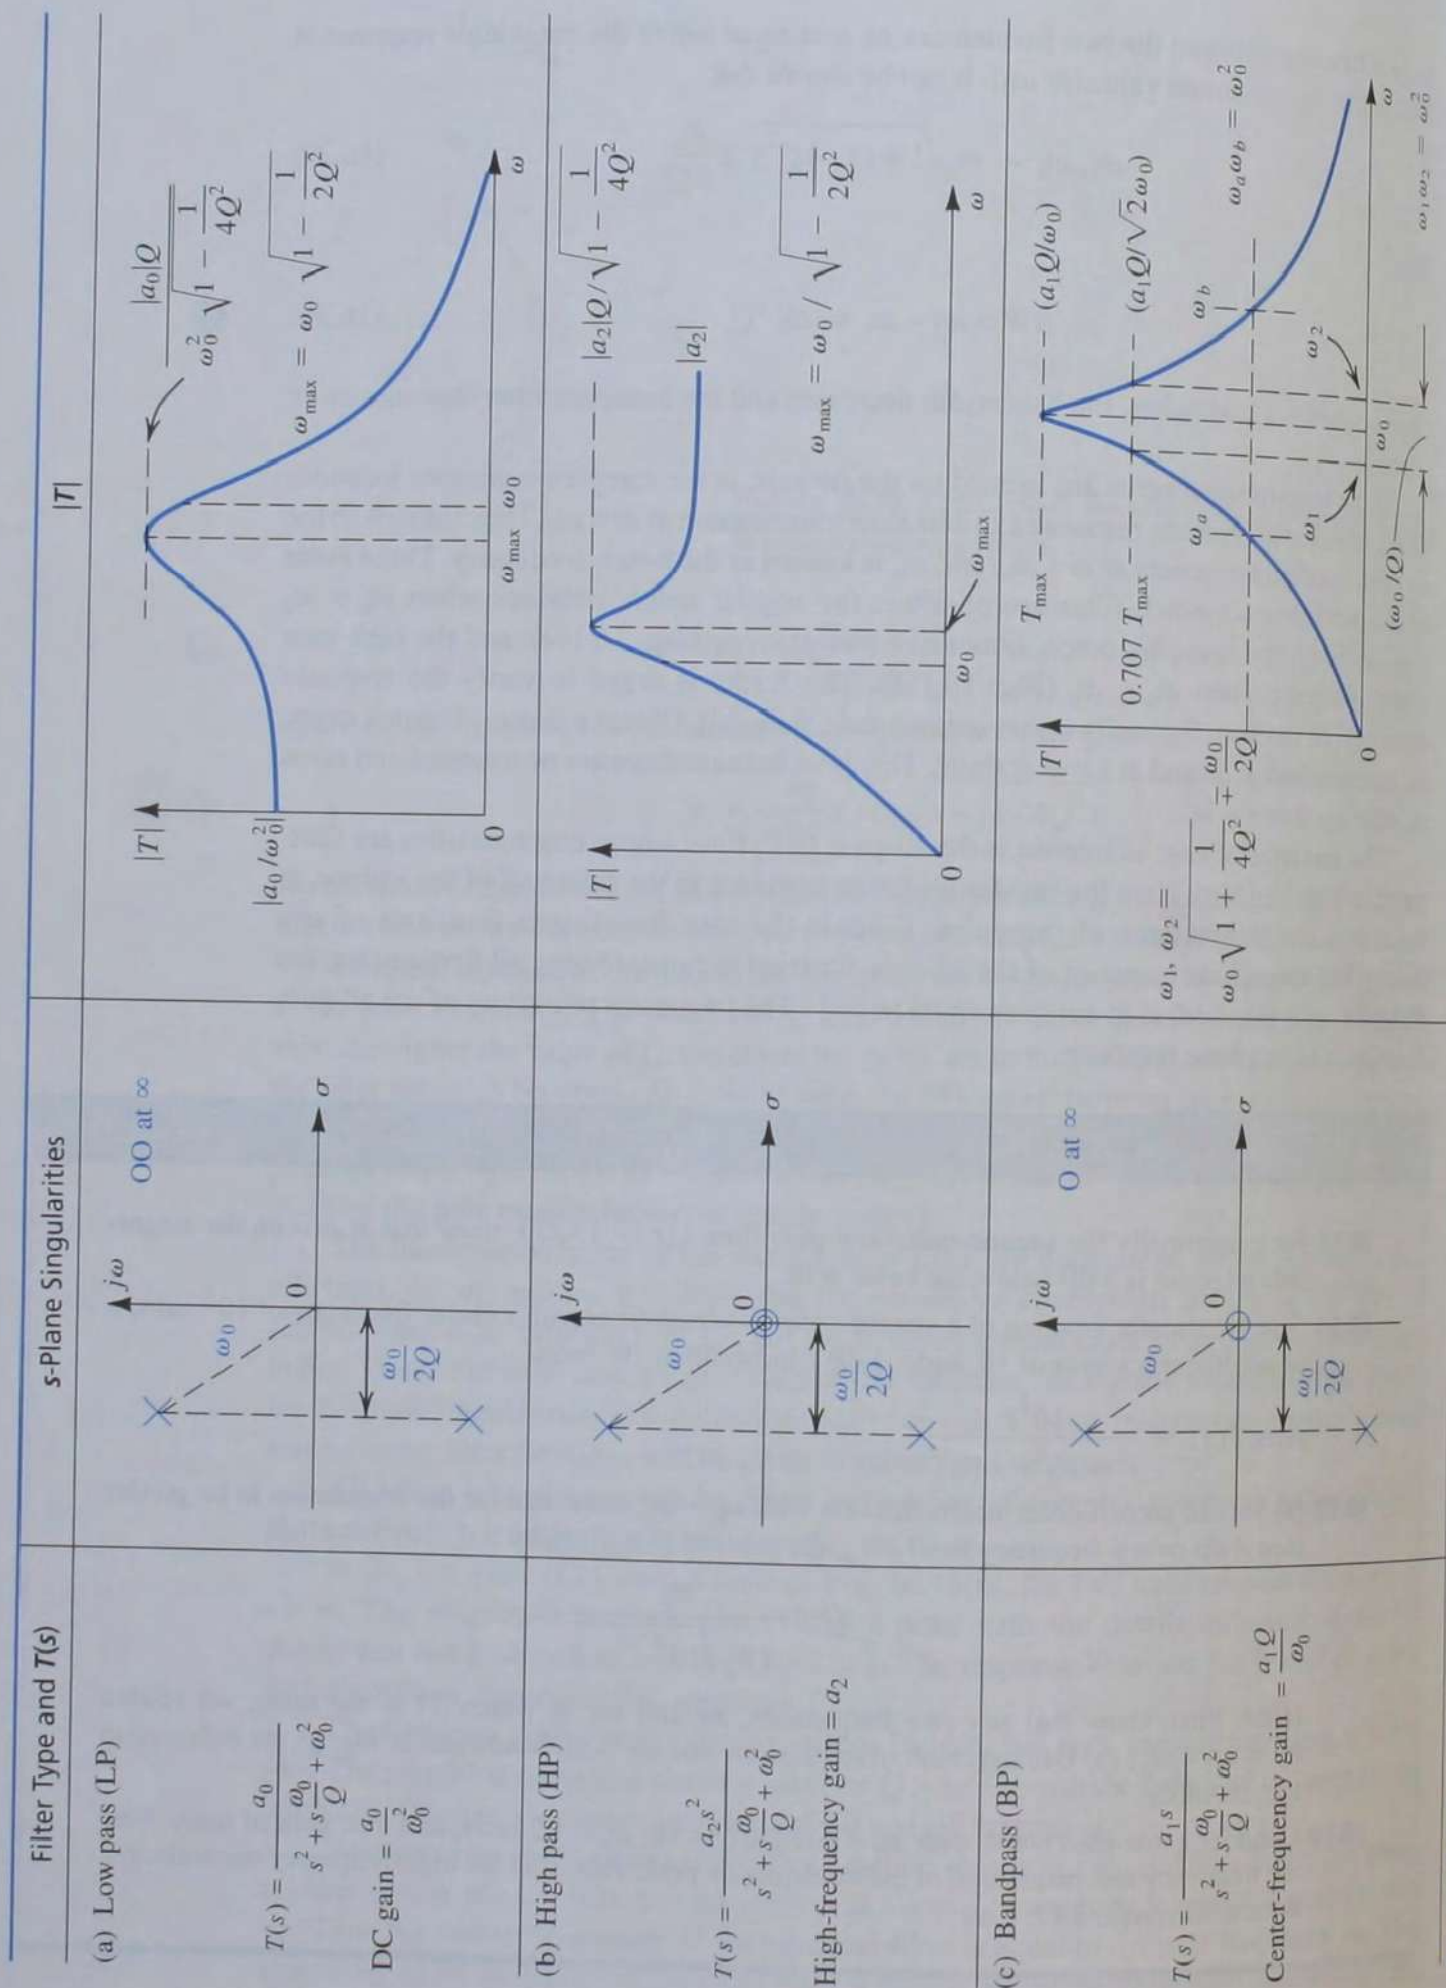 Filter Type and T(s)
s-Plane Singularities
|T|
(a) Low pass (LP)
T(s) = a₀ / (s² + s ω₀/Q + ω₀²)
DC gain = a₀/ω₀²
OO at ∞
jω
ω₀
0
σ
ω₀/2Q
|T|
|a₀/ω₀²|
0
|a₀|Q / (ω₀² √(1 − 1/4Q²))
ω_max = ω₀ √(1 − 1/2Q²)
ω_max
ω₀
ω
(b) High pass (HP)
T(s) = a₂s² / (s² + s ω₀/Q + ω₀²)
High-frequency gain = a₂
jω
ω₀
0
σ
ω₀/2Q
|T|
|a₂|Q/√(1 − 1/4Q²)
|a₂|
ω_max = ω₀ / √(1 − 1/2Q²)
0
ω₀
ω_max
ω
(c) Bandpass (BP)
T(s) = a₁s / (s² + s ω₀/Q + ω₀²)
Center-frequency gain = a₁Q/ω₀
O at ∞
jω
ω₀
0
σ
ω₀/2Q
ω₁, ω₂ =
ω₀ √(1 + 1/4Q²) ∓ ω₀/2Q
|T|
T_max
(a₁Q/ω₀)
0.707 T_max
(a₁Q/√2ω₀)
ω_a
ω_b
ω_aω_b = ω₀²
0
ω₁
ω₀
ω₂
ω
(ω₀/Q)
ω₁ω₂ = ω₀²